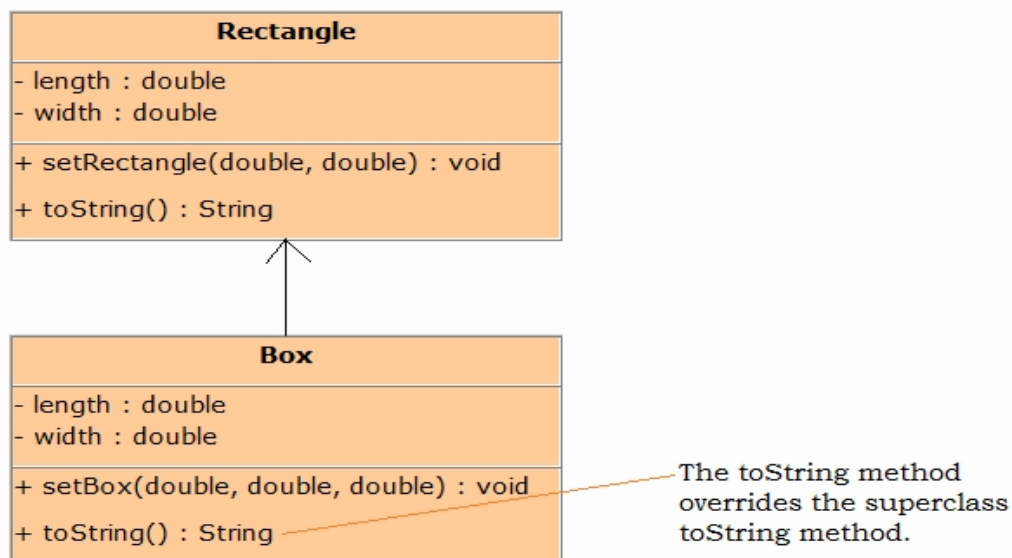 Rectangle
- length : double
- width : double
+ setRectangle(double, double) : void
+ toString() : String
Box
- length : double
- width : double
+ setBox(double, double, double) : void
+ toString() : String
The toString method
overrides the superclass
toString method.